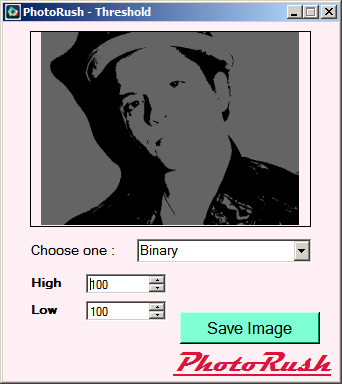 PhotoRush - Threshold
Choose one : Binary
High 100
Low 100
Save Image
PhotoRush